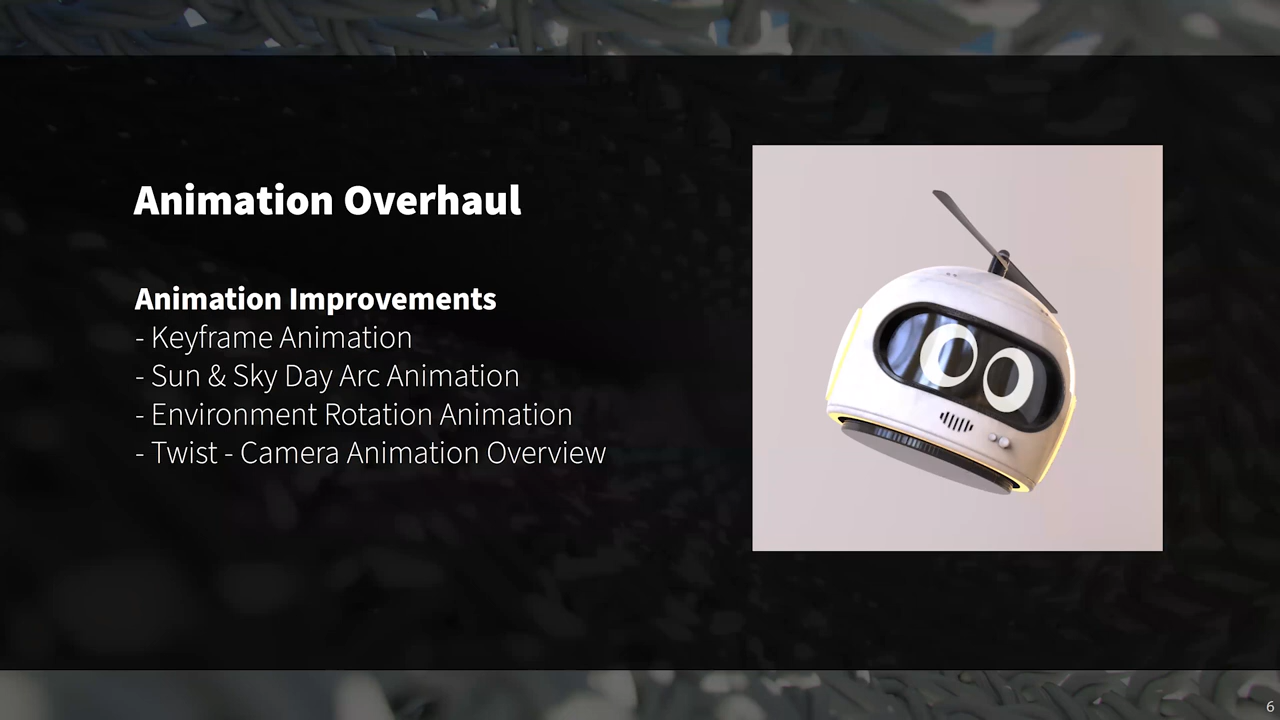 Animation Overhaul
Animation Improvements
- Keyframe Animation
- Sun & Sky Day Arc Animation
- Environment Rotation Animation
- Twist - Camera Animation Overview
6